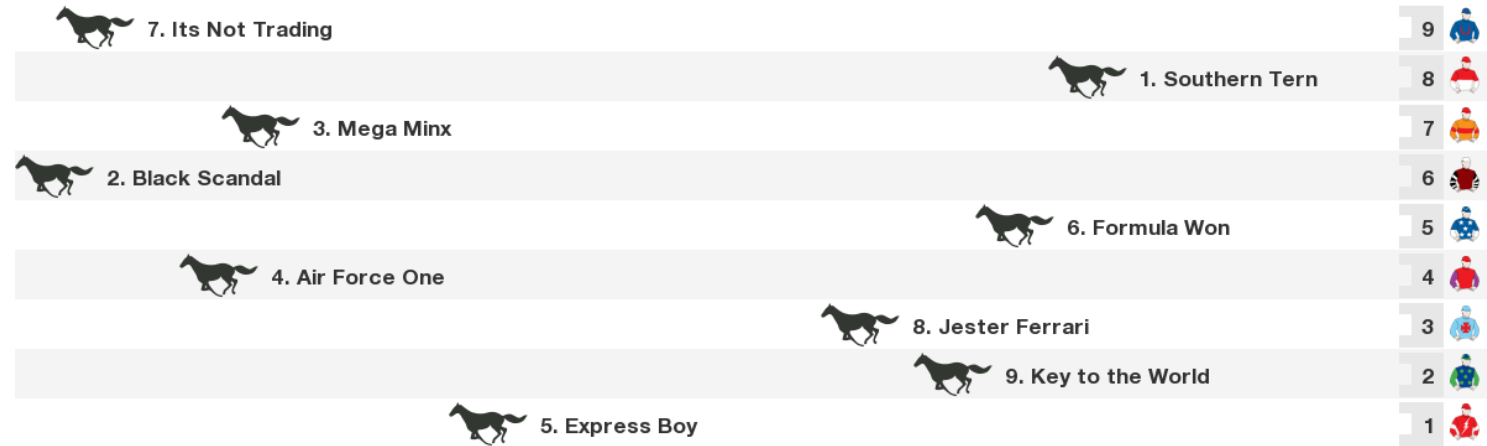 7. Its Not Trading 9
1. Southern Tern 8
3. Mega Minx 7
2. Black Scandal 6
6. Formula Won 5
4. Air Force One 4
8. Jester Ferrari 3
9. Key to the World 2
5. Express Boy 1